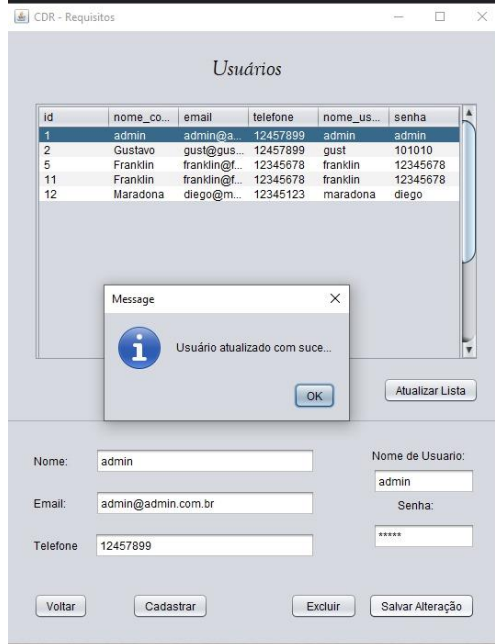 CDR - Requisitos
Usuários
id nome_co... email telefone nome_us... senha
1 admin admin@a... 12457899 admin admin
2 Gustavo gust@gus... 12457899 gust 101010
5 Franklin franklin@f... 12345678 franklin 12345678
11 Franklin franklin@f... 12345678 franklin 12345678
12 Maradona diego@m... 12345123 maradona diego
Message
Usuário atualizado com suce...
OK
Atualizar Lista
Nome: admin
Nome de Usuario:
admin
Email: admin@admin.com.br
Senha:
*****
Telefone 12457899
Voltar Cadastrar Excluir Salvar Alteração